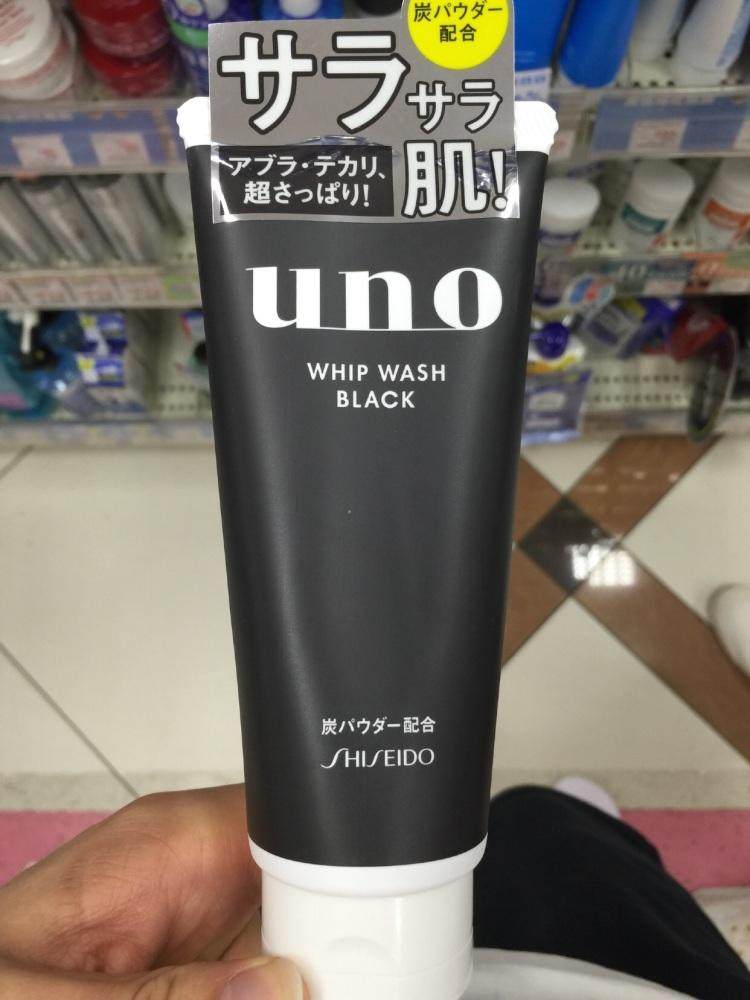 炭パウダー
配合
サラサラ
アブラ・テカリ、
超さっぱり!
肌!
uno
WHIP WASH
BLACK
炭パウダー配合
SHISEIDO